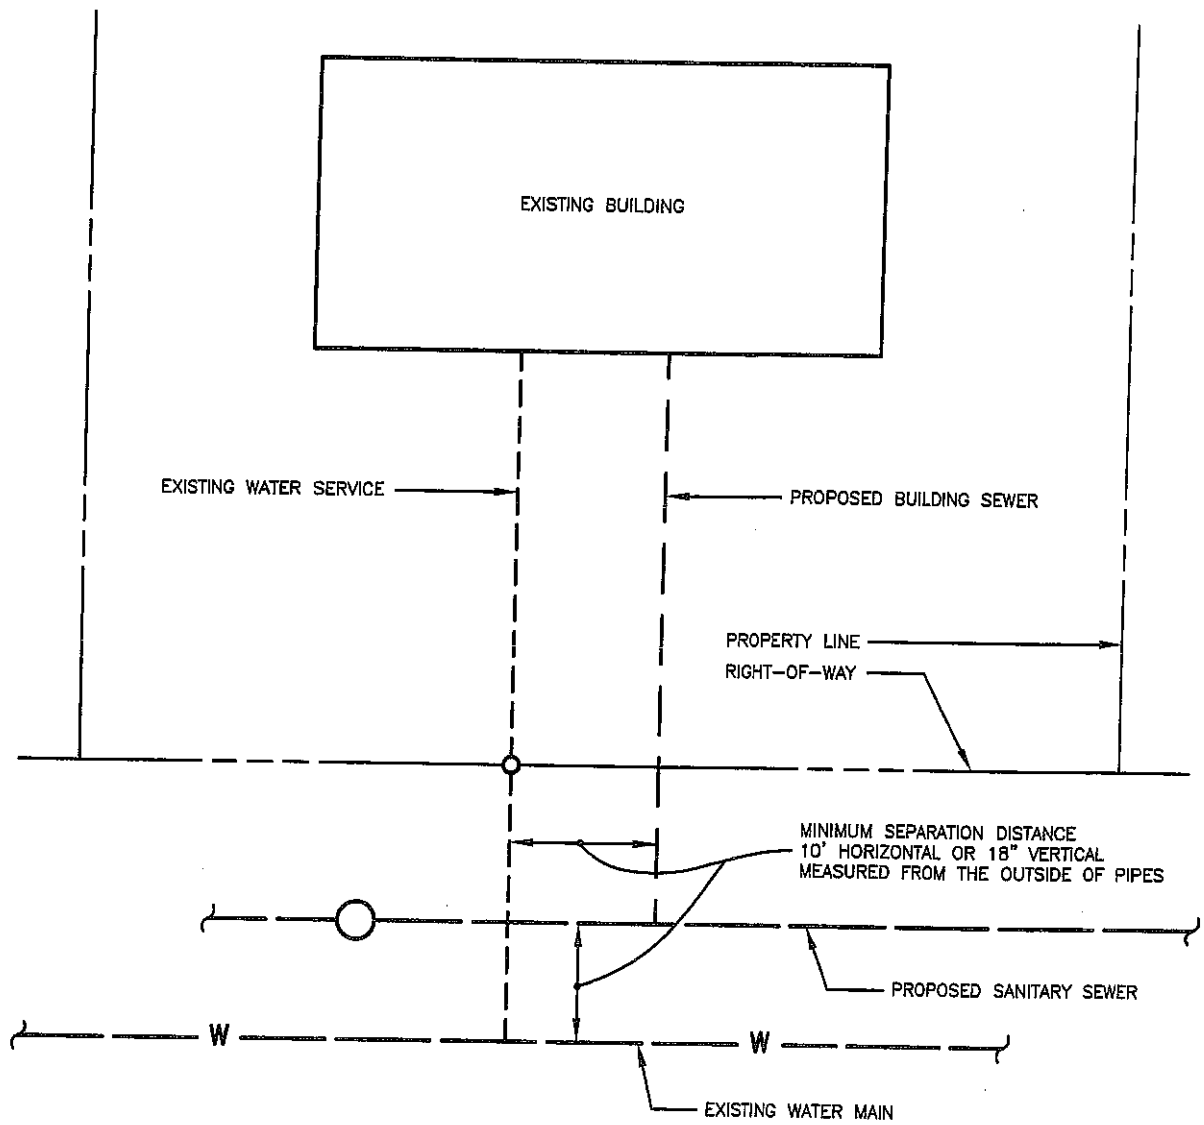 EXISTING BUILDING
EXISTING WATER SERVICE
PROPOSED BUILDING SEWER
PROPERTY LINE
RIGHT-OF-WAY
MINIMUM SEPARATION DISTANCE
10' HORIZONTAL OR 18" VERTICAL
MEASURED FROM THE OUTSIDE OF PIPES
PROPOSED SANITARY SEWER
W
W
EXISTING WATER MAIN